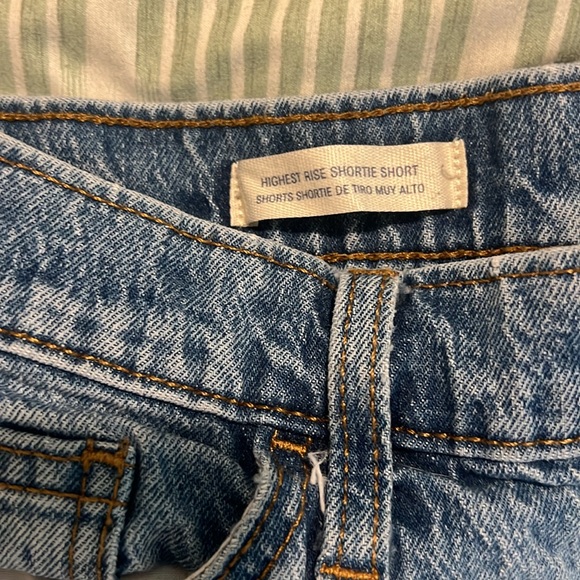 HIGHEST RISE SHORTIE SHORT
SHORTS SHORTIE DE TIRO MUY ALTO